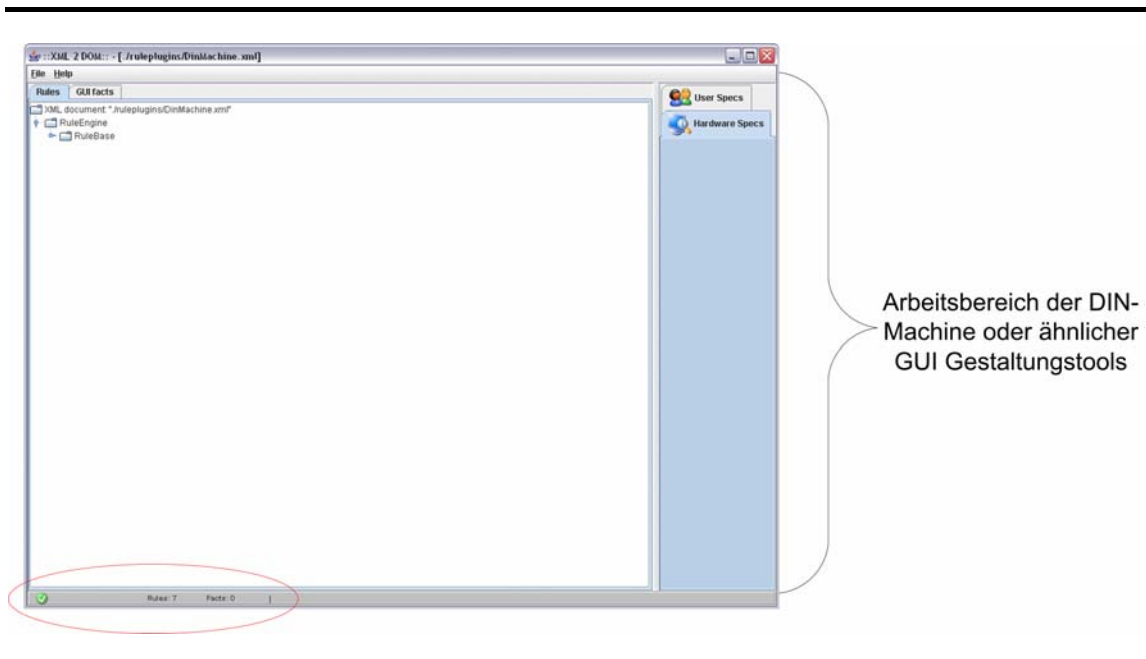 ::XML 2 DOM:: - [./ruleplugins/DinMachine.xml]
File Help
Rules GUI facts
XML document "./ruleplugins/DinMachine.xml"
RuleEngine
RuleBase
User Specs
Hardware Specs
Arbeitsbereich der DIN-
Machine oder ähnlicher
GUI Gestaltungstools
Rules: 7 Facts: 0 |